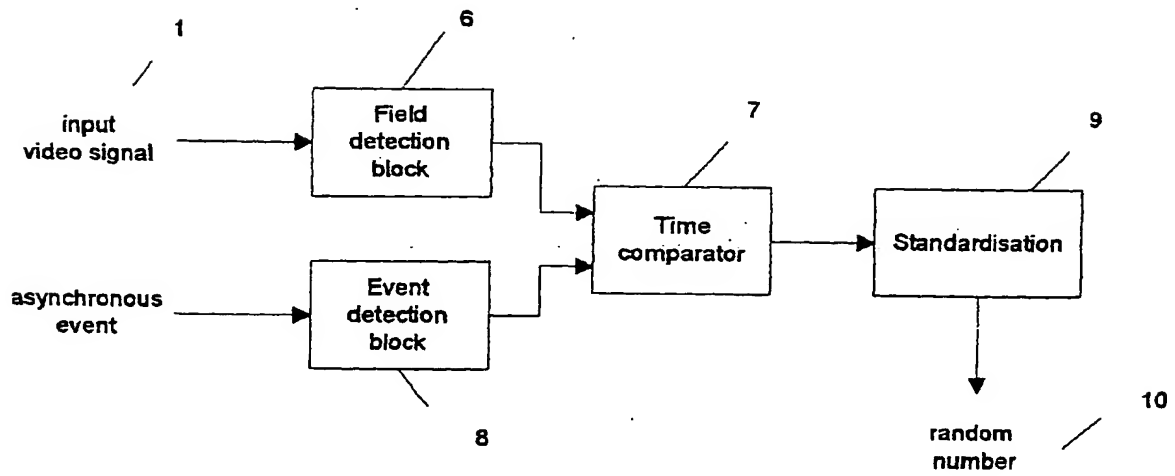 1
6
input
video signal
Field
detection
block
7
9
Time
comparator
Standardisation
asynchronous
event
Event
detection
block
8
10
random
number